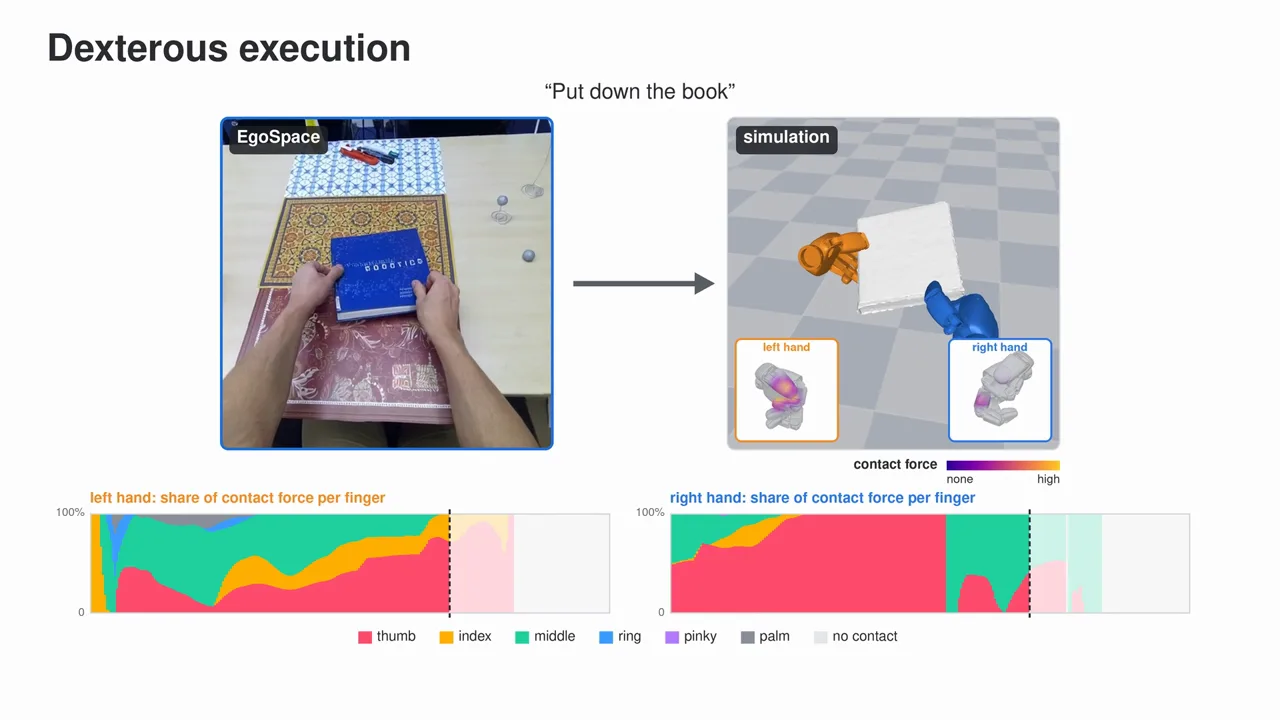 Dexterous execution
“Put down the book”
EgoSpace
ROBOTICS
simulation
left hand
right hand
contact force
none
high
left hand: share of contact force per finger
100%
0
right hand: share of contact force per finger
100%
0
thumb
index
middle
ring
pinky
palm
no contact